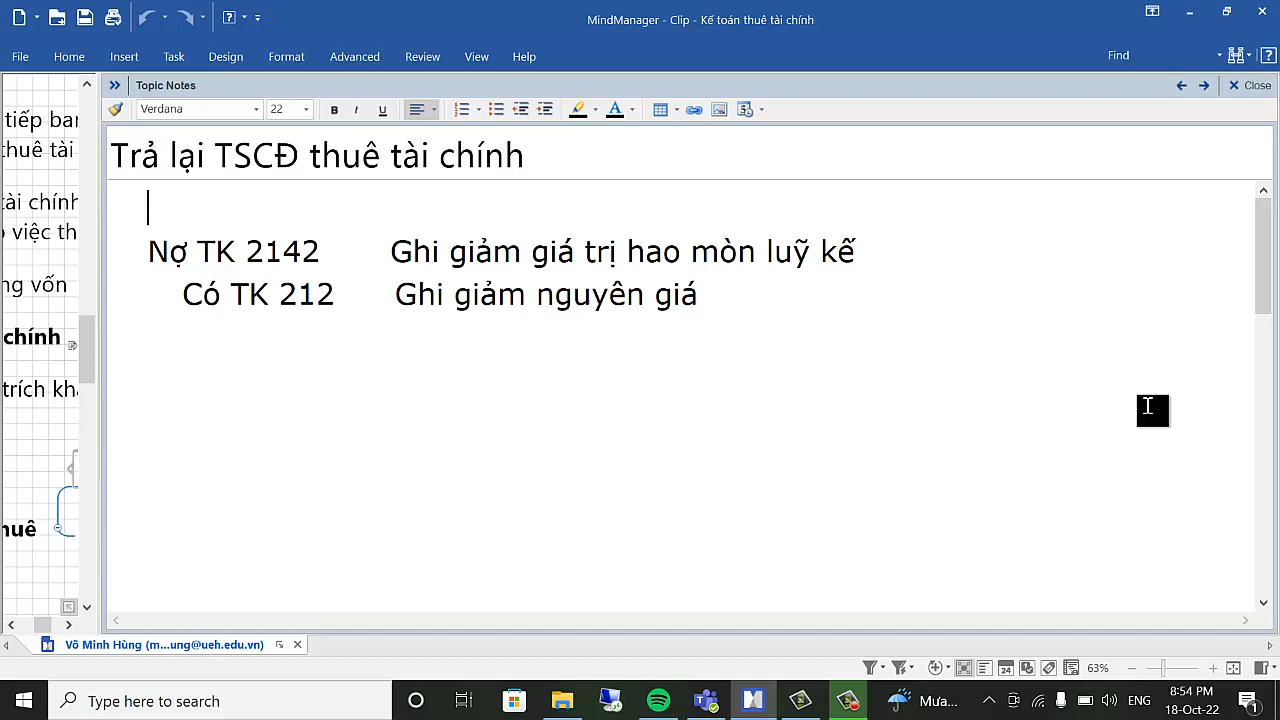 MindManager - Clip - Kế toán thuê tài chính
File Home Insert Task Design Format Advanced Review View Help Find
Topic Notes Close
Verdana 22 B I U
Trả lại TSCĐ thuê tài chính
Nợ TK 2142 Ghi giảm giá trị hao mòn luỹ kế
Có TK 212 Ghi giảm nguyên giá
tiếp ban
thuê tài
tài chính
việc th
ng vốn
chính
trích kh
huê
Võ Minh Hùng (m...ung@ueh.edu.vn)
24 63%
Type here to search
Mưa... ENG
8:54 PM
18-Oct-22
1